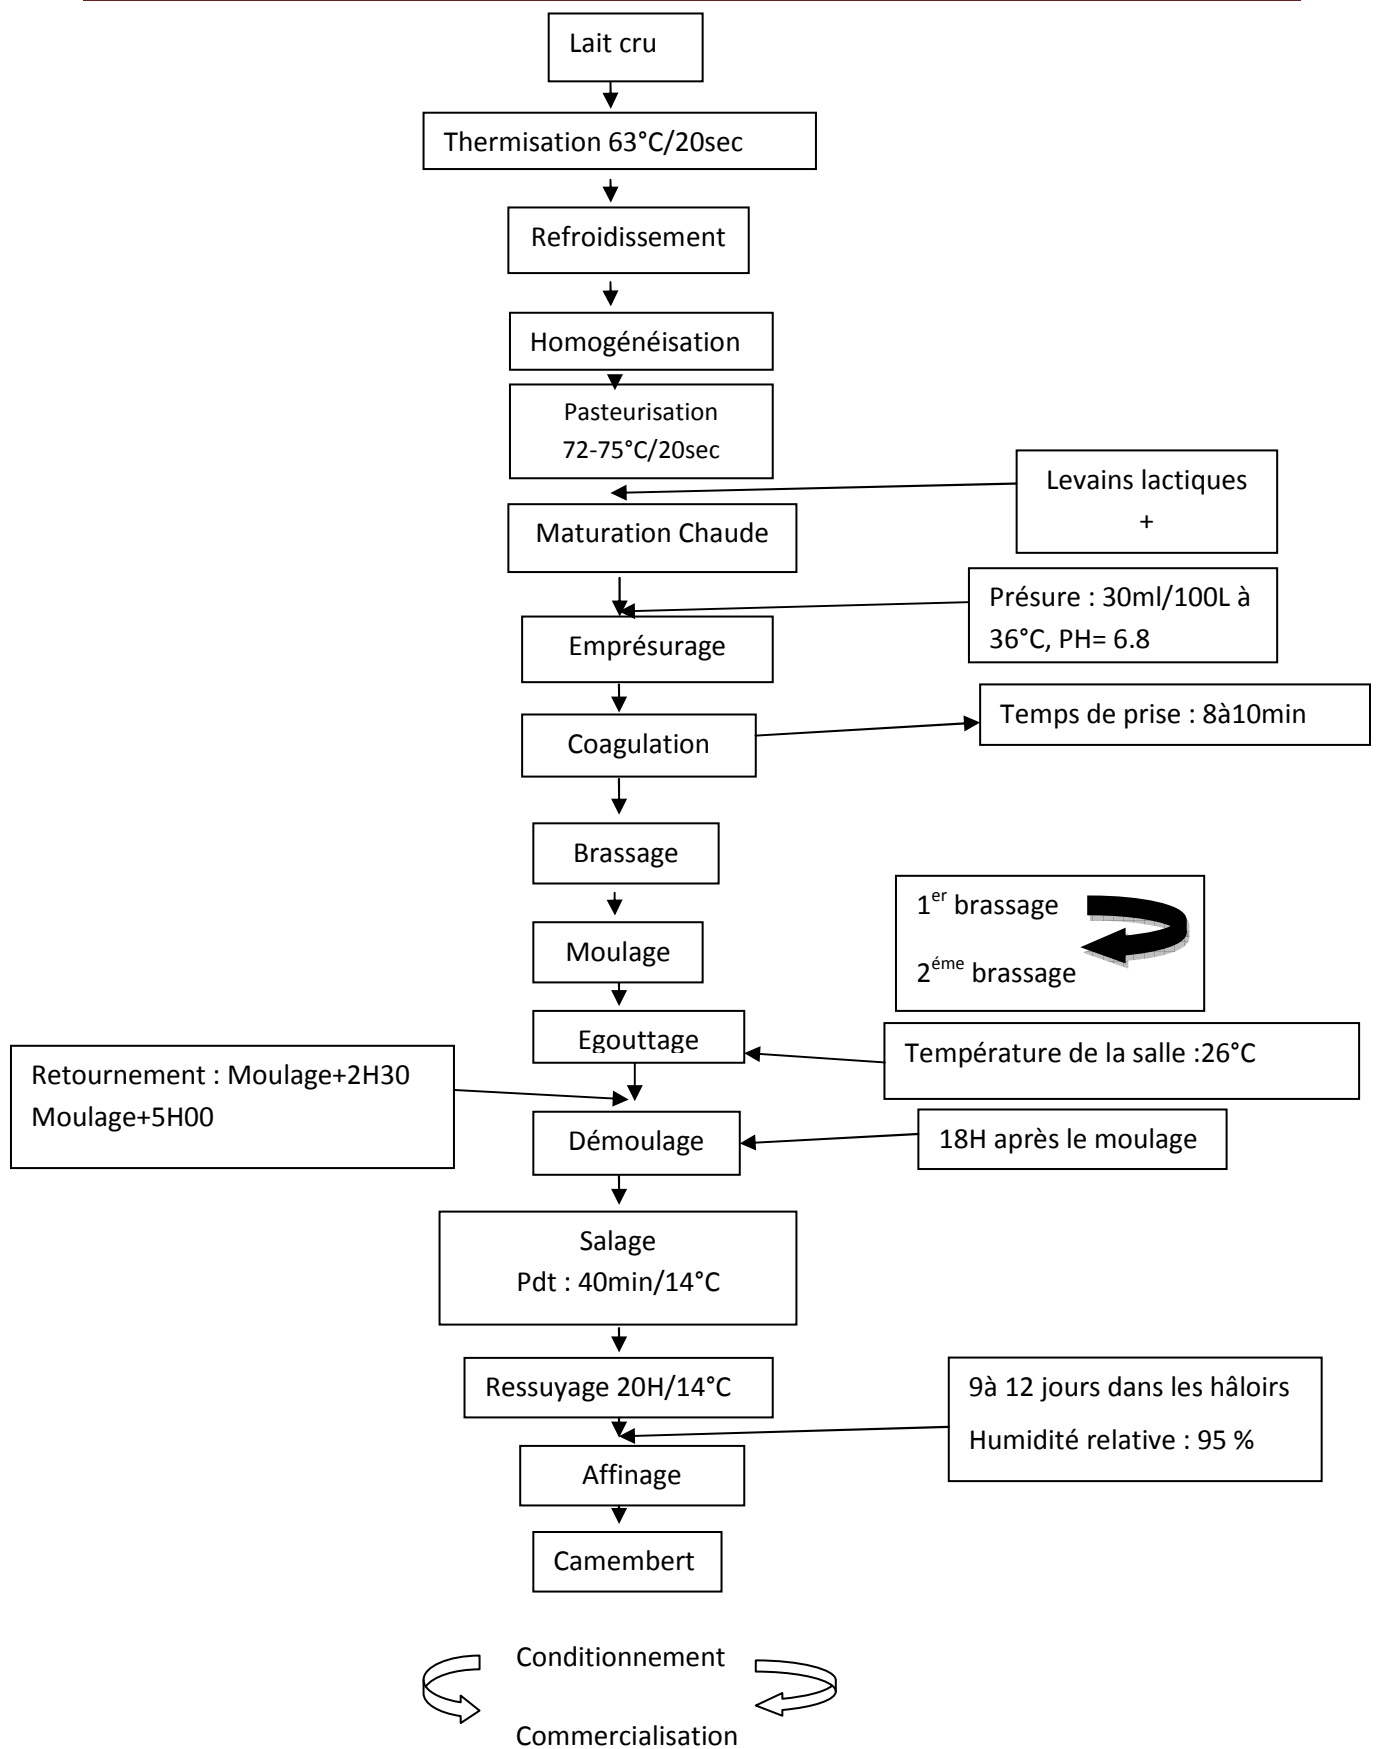 Lait cru
Thermisation 63°C/20sec
Refroidissement
Homogénéisation
Pasteurisation
72-75°C/20sec
Levains lactiques
+
Maturation Chaude
Présure : 30ml/100L à
36°C, PH= 6.8
Emprésurage
Temps de prise : 8à10min
Coagulation
Brassage
1er brassage
2éme brassage
Moulage
Egouttage
Température de la salle :26°C
Retournement : Moulage+2H30
Moulage+5H00
Démoulage
18H après le moulage
Salage
Pdt : 40min/14°C
Ressuyage 20H/14°C
9à 12 jours dans les hâloirs
Humidité relative : 95 %
Affinage
Camembert
Conditionnement
Commercialisation